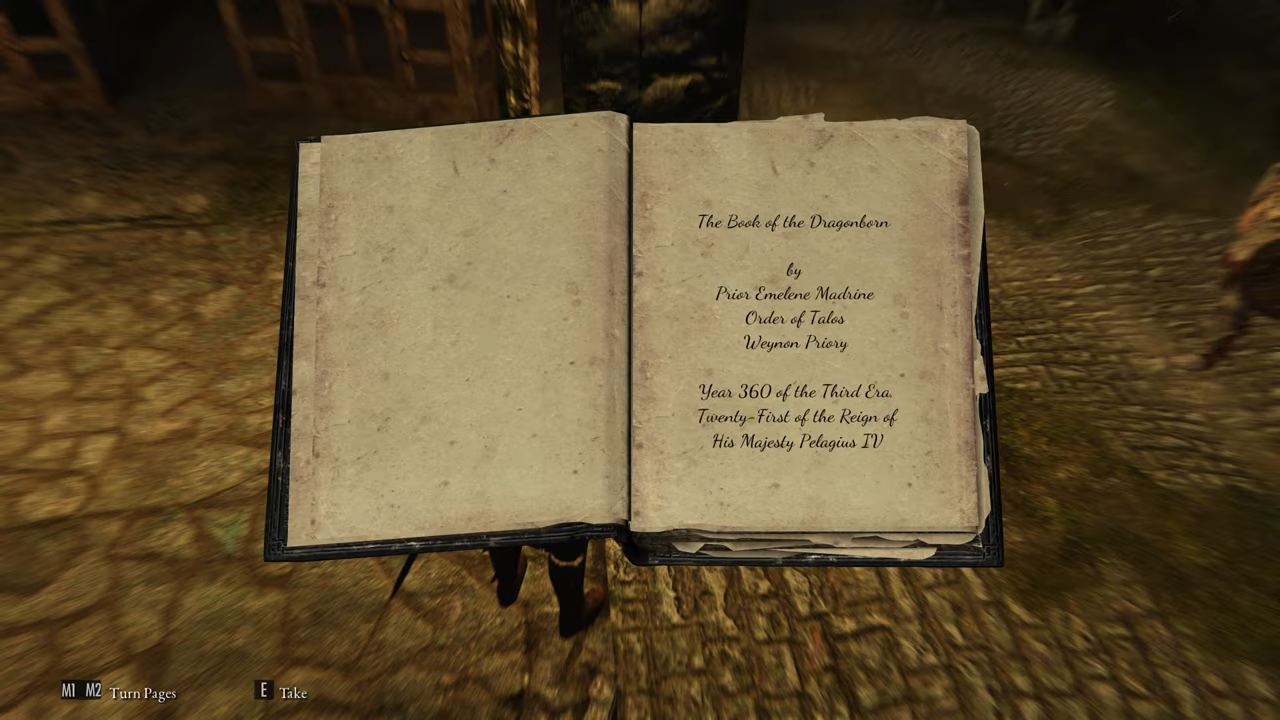 The Book of the Dragonborn
by
Prior Emelene Madrine
Order of Talos
Weynon Priory
Year 360 of the Third Era,
Twenty-First of the Reign of
His Majesty Pelagius IV
M1 M2 Turn Pages
E Take